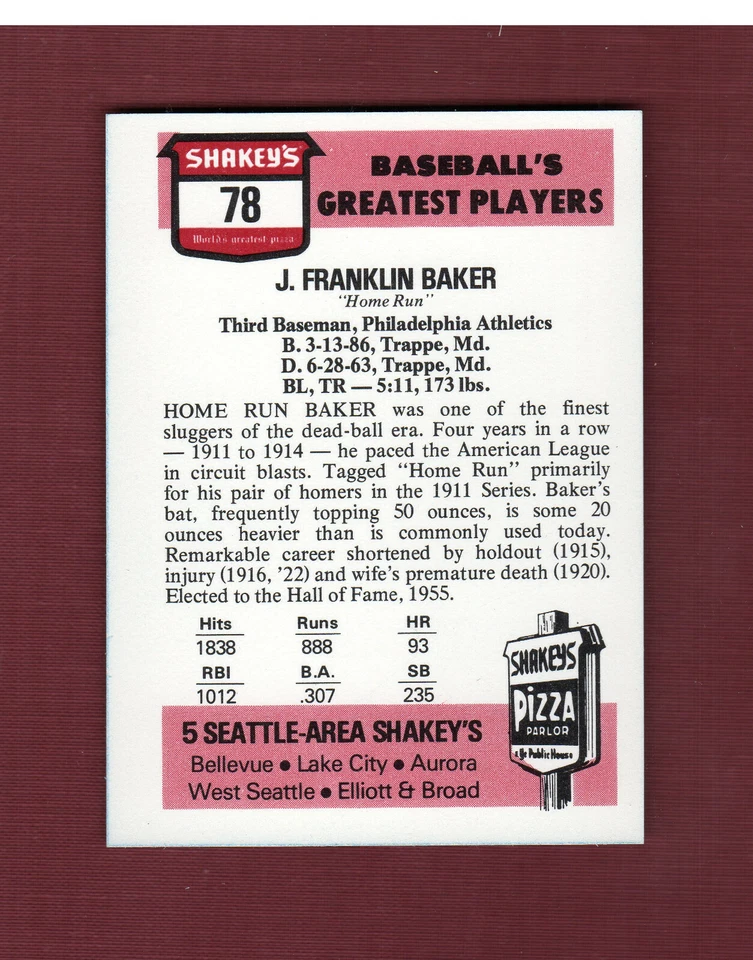 SHAKEY'S
78
World's greatest pizza
BASEBALL'S
GREATEST PLAYERS
J. FRANKLIN BAKER
"Home Run"
Third Baseman, Philadelphia Athletics
B. 3-13-86, Trappe, Md.
D. 6-28-63, Trappe, Md.
BL, TR — 5:11, 173 lbs.
HOME RUN BAKER was one of the finest
sluggers of the dead-ball era. Four years in a row
— 1911 to 1914 — he paced the American League
in circuit blasts. Tagged "Home Run" primarily
for his pair of homers in the 1911 Series. Baker's
bat, frequently topping 50 ounces, is some 20
ounces heavier than is commonly used today.
Remarkable career shortened by holdout (1915),
injury (1916, '22) and wife's premature death (1920).
Elected to the Hall of Fame, 1955.
Hits Runs HR
1838 888 93
RBI B.A. SB
1012 .307 235
5 SEATTLE-AREA SHAKEY'S
Bellevue ● Lake City ● Aurora
West Seattle ● Elliott & Broad
SHAKEYS
PIZZA
PARLOR
& Ye Public House